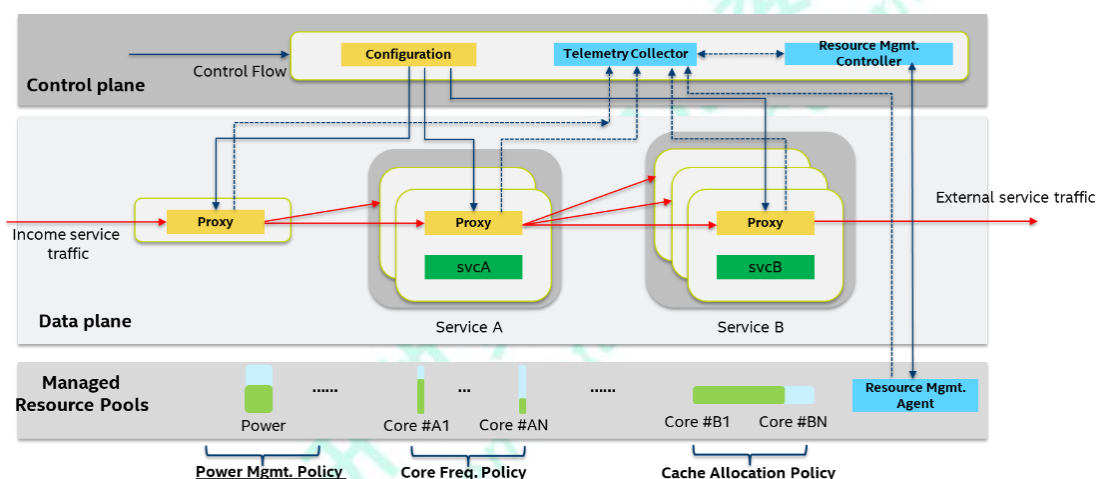 Configuration
Telemetry Collector
Resource Mgmt.
Controller
Control Flow
Control plane
Proxy
Proxy
Proxy
Income service
traffic
External service traffic
svcA
svcB
Service A
Service B
Data plane
Managed
Resource Pools
......
...
......
Power
Core #A1
Core #AN
Core #B1
Core #BN
Resource Mgmt.
Agent
Power Mgmt. Policy
Core Freq. Policy
Cache Allocation Policy